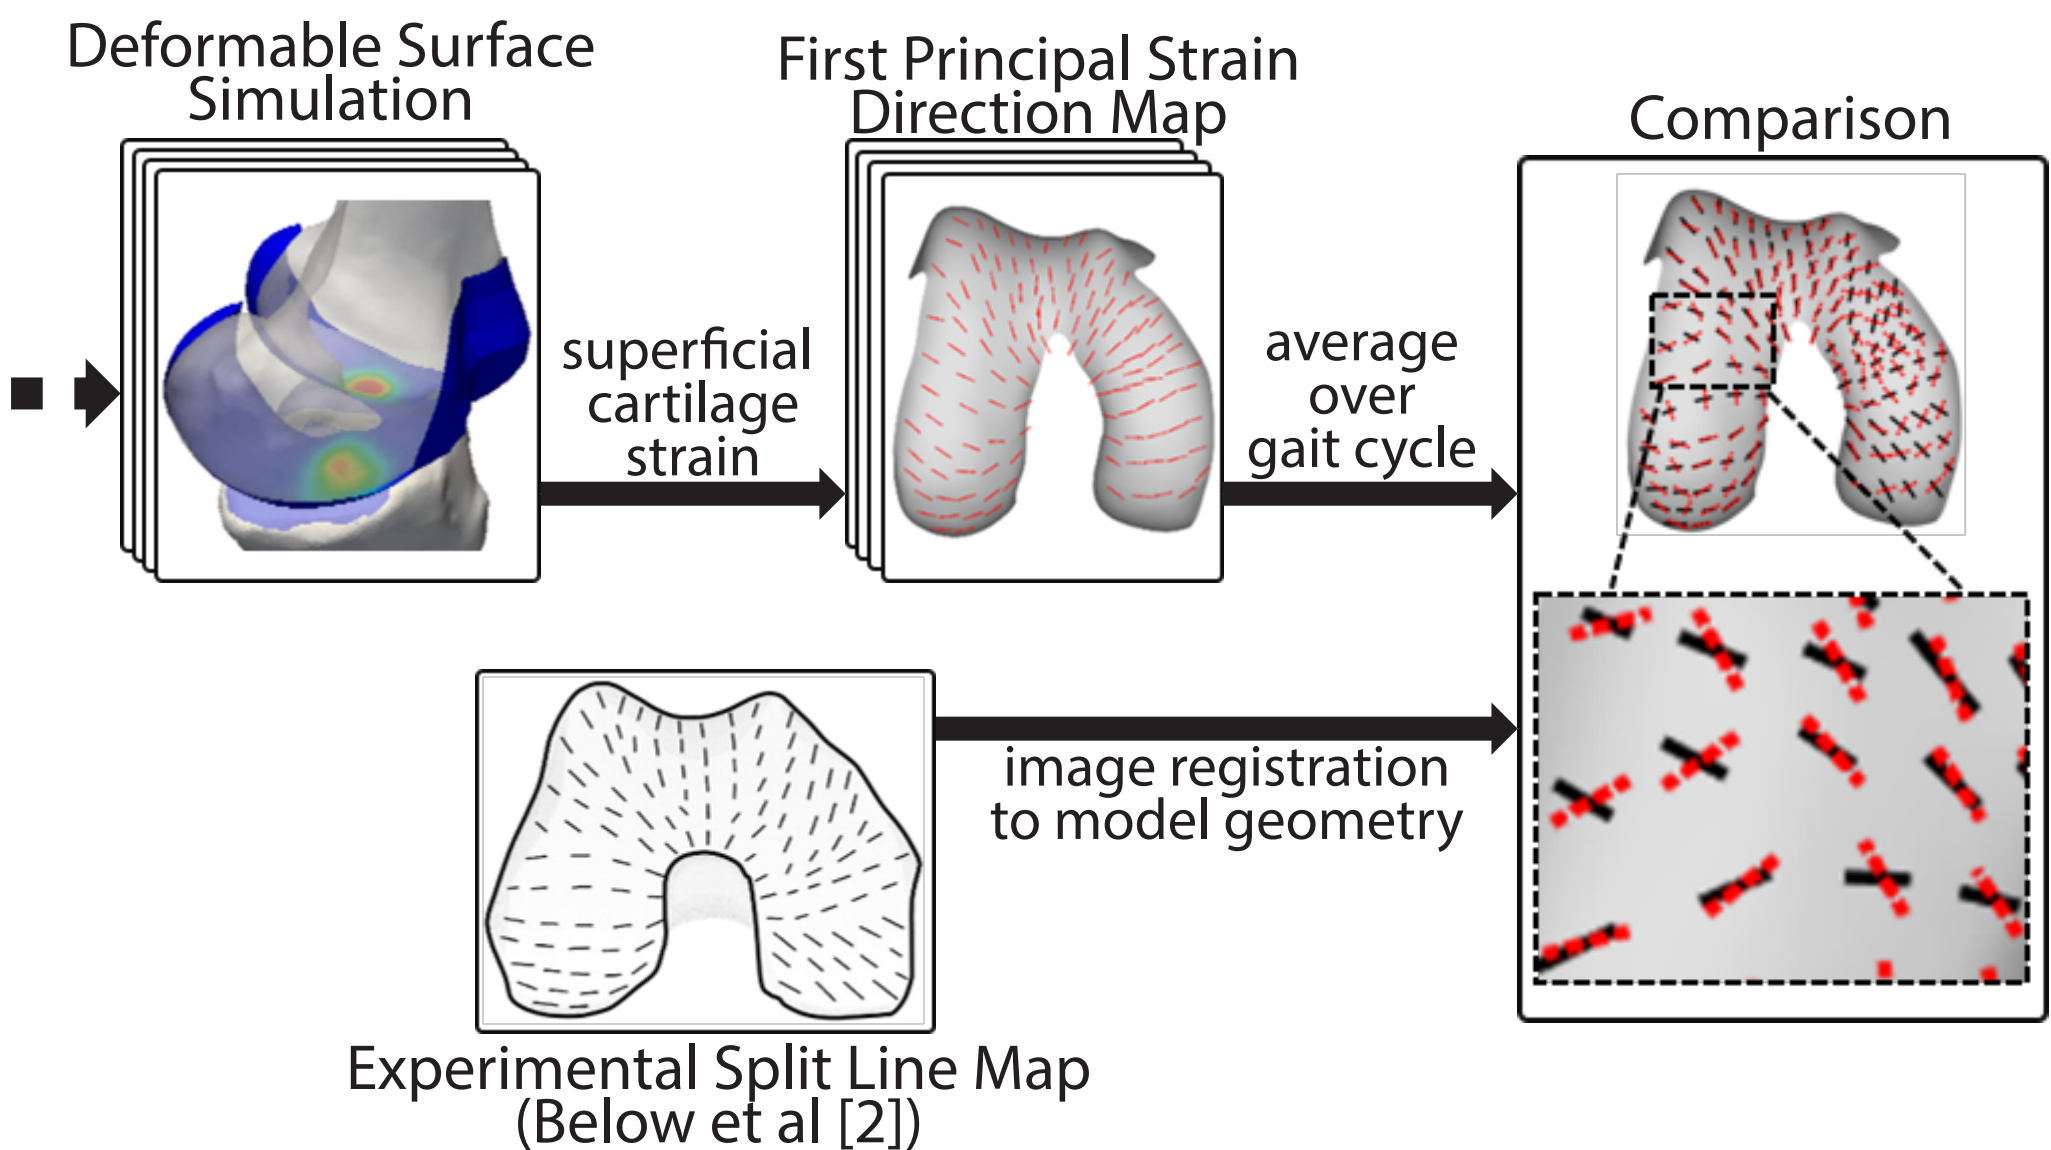 Deformable Surface
Simulation
First Principal Strain
Direction Map
Comparison
superficial
cartilage
strain
average
over
gait cycle
image registration
to model geometry
Experimental Split Line Map
(Below et al [2])